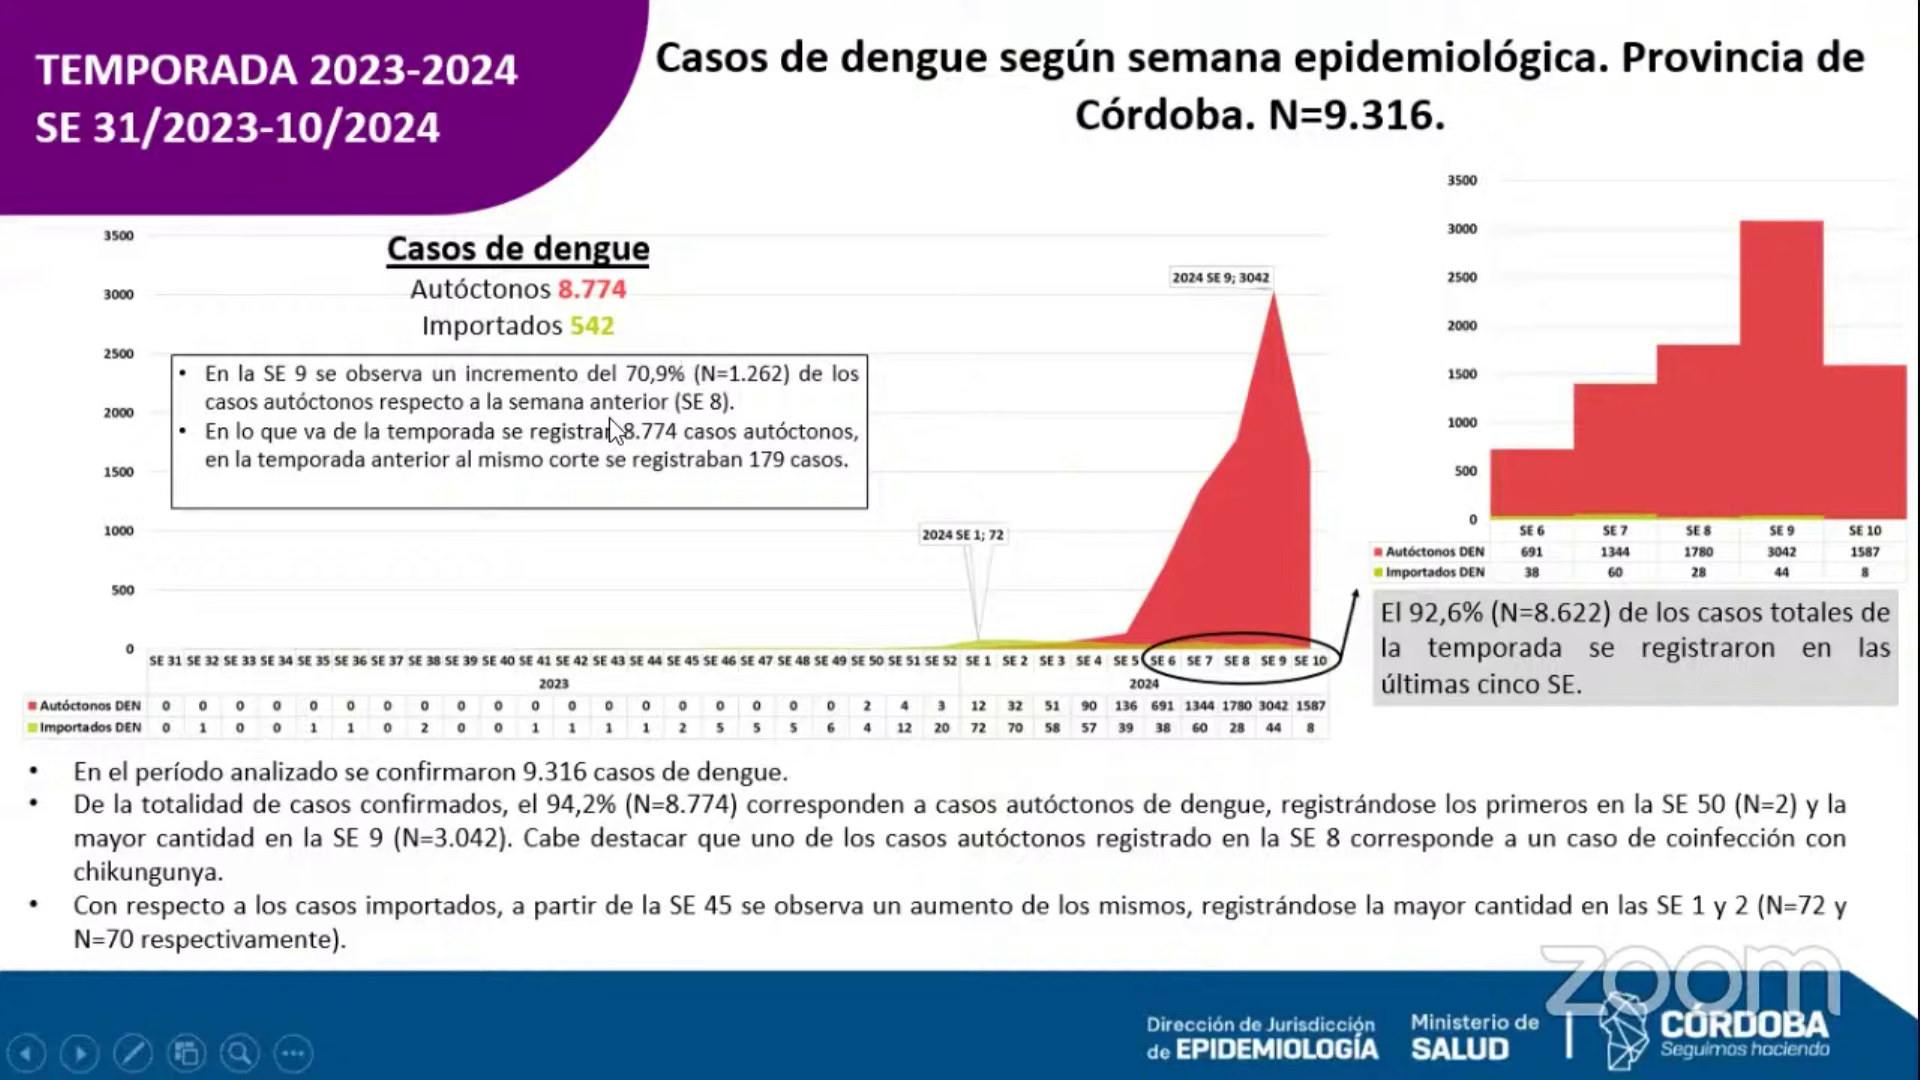 TEMPORADA 2023-2024
SE 31/2023-10/2024
Casos de dengue según semana epidemiológica. Provincia de
Córdoba. N=9.316.
Casos de dengue
Autóctonos 8.774
Importados 542
• En la SE 9 se observa un incremento del 70,9% (N=1.262) de los
casos autóctonos respecto a la semana anterior (SE 8).
• En lo que va de la temporada se registran 8.774 casos autóctonos,
en la temporada anterior al mismo corte se registraban 179 casos.
3500
3000
2500
2000
1500
1000
500
0
2024 SE 1; 72
2024 SE 9; 3042
SE 31 SE 32 SE 33 SE 34 SE 35 SE 36 SE 37 SE 38 SE 39 SE 40 SE 41 SE 42 SE 43 SE 44 SE 45 SE 46 SE 47 SE 48 SE 49 SE 50 SE 51 SE 52 SE 1 SE 2 SE 3 SE 4 SE 5 SE 6 SE 7 SE 8 SE 9 SE 10
2023 2024
Autóctonos DEN 0 0 0 0 0 0 0 0 0 0 0 0 0 0 0 0 0 0 0 2 4 3 12 32 51 90 136 691 1344 1780 3042 1587
Importados DEN 0 1 0 0 1 1 0 2 0 0 1 1 1 1 2 5 5 5 6 4 12 20 72 70 58 57 39 38 60 28 44 8
3500
3000
2500
2000
1500
1000
500
0
SE 6 SE 7 SE 8 SE 9 SE 10
Autóctonos DEN 691 1344 1780 3042 1587
Importados DEN 38 60 28 44 8
El 92,6% (N=8.622) de los casos totales de
la temporada se registraron en las
últimas cinco SE.
• En el período analizado se confirmaron 9.316 casos de dengue.
• De la totalidad de casos confirmados, el 94,2% (N=8.774) corresponden a casos autóctonos de dengue, registrándose los primeros en la SE 50 (N=2) y la
mayor cantidad en la SE 9 (N=3.042). Cabe destacar que uno de los casos autóctonos registrado en la SE 8 corresponde a un caso de coinfección con
chikungunya.
• Con respecto a los casos importados, a partir de la SE 45 se observa un aumento de los mismos, registrándose la mayor cantidad en las SE 1 y 2 (N=72 y
N=70 respectivamente).
zoom
Dirección de Jurisdicción
de EPIDEMIOLOGÍA
Ministerio de
SALUD
CÓRDOBA
Seguimos haciendo